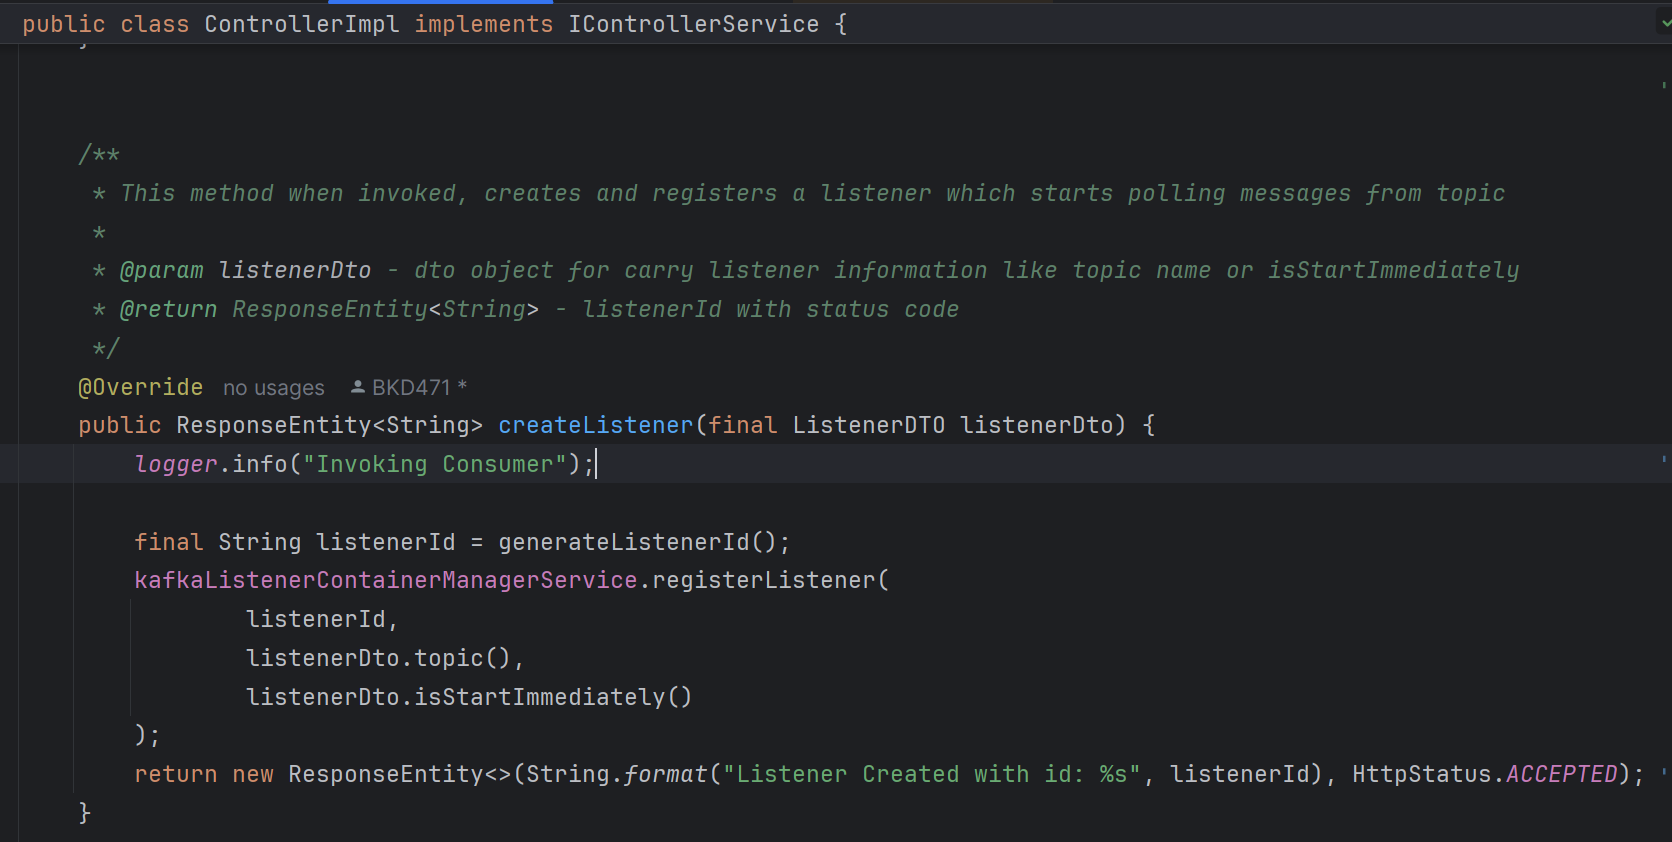 public class ControllerImpl implements IControllerService {
}
/**
* This method when invoked, creates and registers a listener which starts polling messages from topic
*
* @param listenerDto - dto object for carry listener information like topic name or isStartImmediately
* @return ResponseEntity<String> - listenerId with status code
*/
@Override no usages BKD471 *
public ResponseEntity<String> createListener(final ListenerDTO listenerDto) {
logger.info("Invoking Consumer");
final String listenerId = generateListenerId();
kafkaListenerContainerManagerService.registerListener(
listenerId,
listenerDto.topic(),
listenerDto.isStartImmediately()
);
return new ResponseEntity<>(String.format("Listener Created with id: %s", listenerId), HttpStatus.ACCEPTED);
}